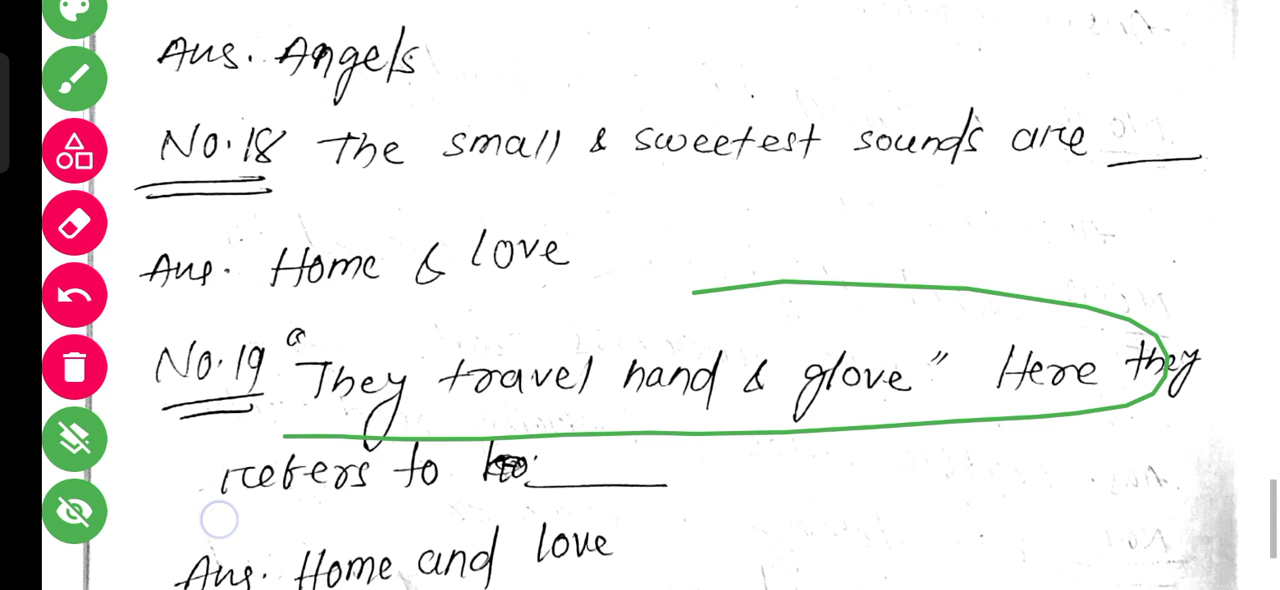 Ans. Angels
No.18 The small & sweetest sounds are ___
Ans. Home & love
No.19 "They travel hand & glove" Here they
refers to ___
Ans. Home and love